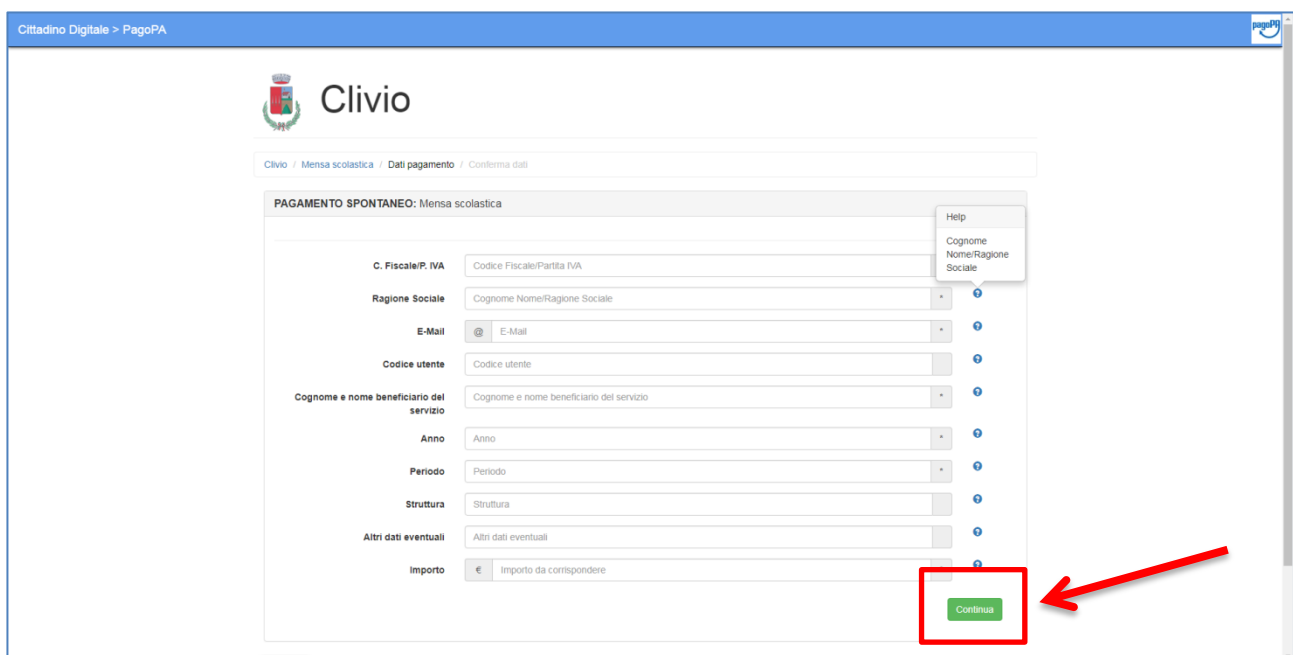 Cittadino Digitale > PagoPA
pagoPA
Clivio
Clivio / Mensa scolastica / Dati pagamento / Conferma dati
PAGAMENTO SPONTANEO: Mensa scolastica
Help
Cognome
Nome/Ragione
Sociale
C. Fiscale/P. IVA Codice Fiscale/Partita IVA
Ragione Sociale Cognome Nome/Ragione Sociale *
E-Mail @ E-Mail *
Codice utente Codice utente
Cognome e nome beneficiario del Cognome e nome beneficiario del servizio *
servizio
Anno Anno *
Periodo Periodo *
Struttura Struttura
Altri dati eventuali Altri dati eventuali
Importo € Importo da corrispondere
Continua